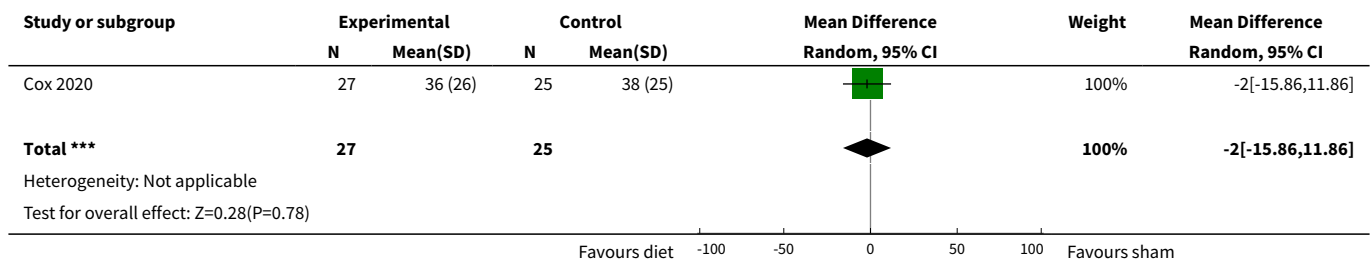 Study or subgroup Experimental Control Mean Difference Weight Mean Difference
N Mean(SD) N Mean(SD) Random, 95% CI Random, 95% CI
Cox 2020 27 36 (26) 25 38 (25) 100% -2[-15.86,11.86]
Total *** 27 25 100% -2[-15.86,11.86]
Heterogeneity: Not applicable
Test for overall effect: Z=0.28(P=0.78)
Favours diet -100 -50 0 50 100 Favours sham